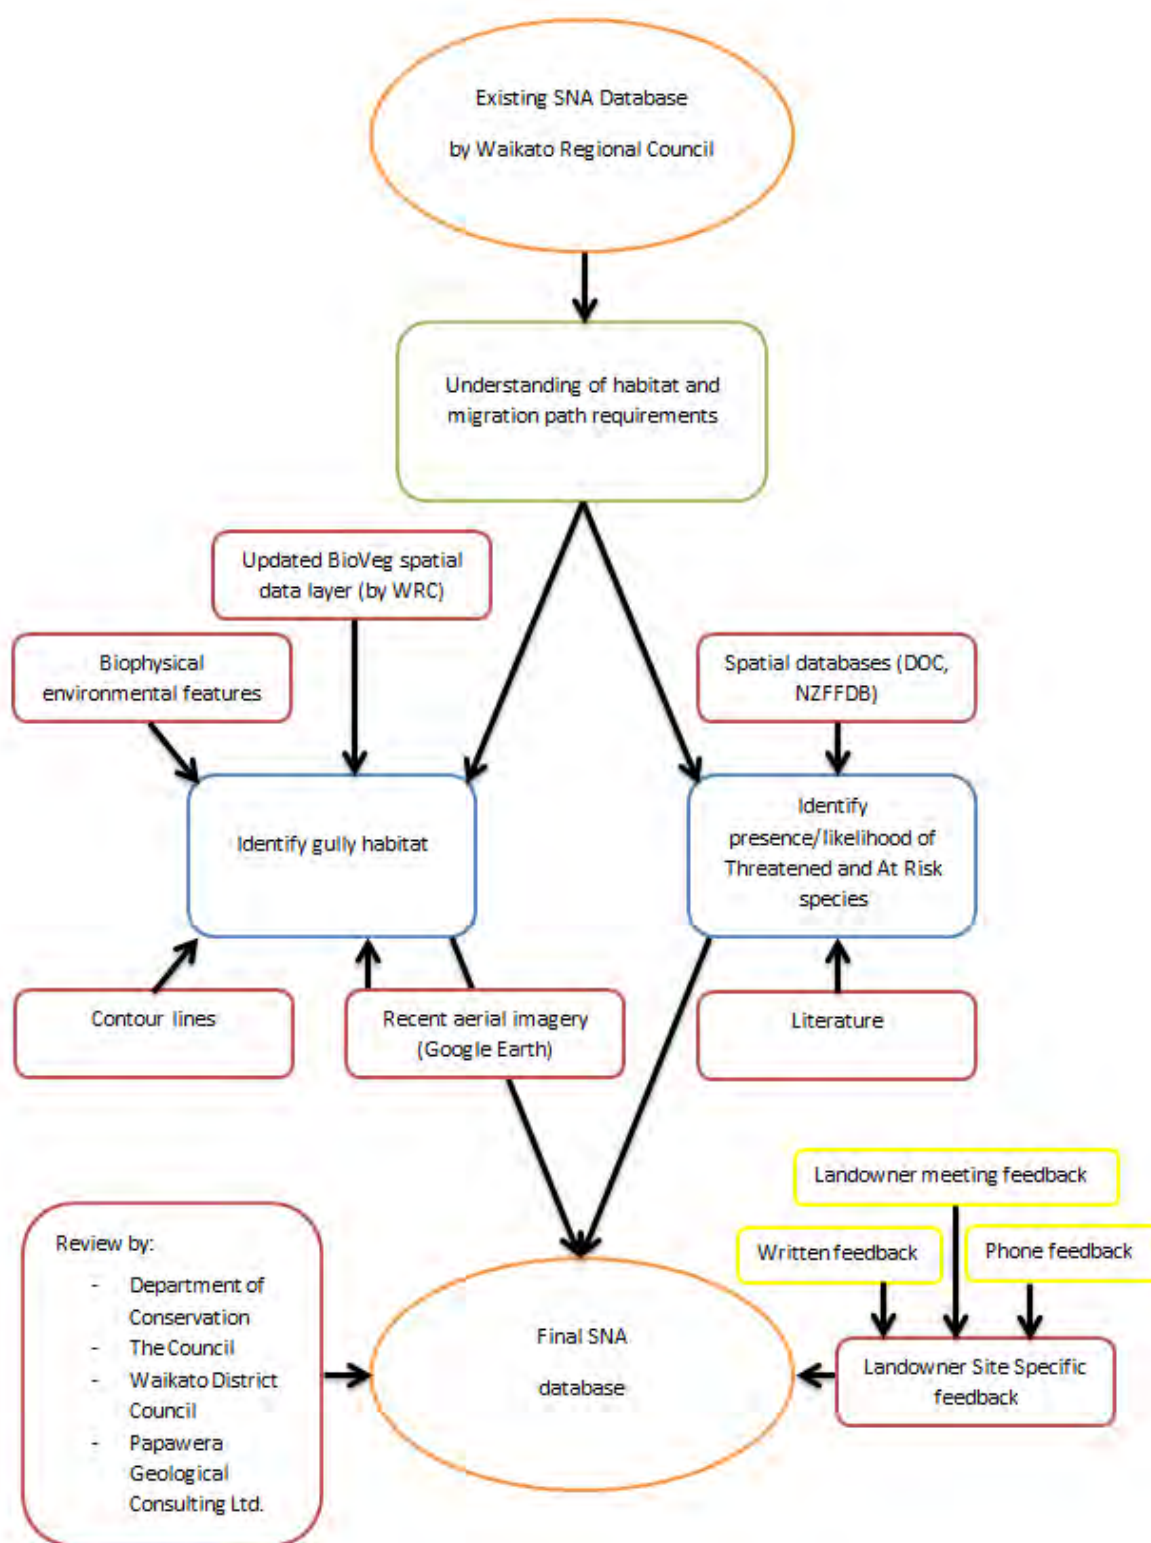 Existing SNA Database
by Waikato Regional Council
Understanding of habitat and
migration path requirements
Updated BioVeg spatial
data layer (by WRC)
Biophysical
environmental features
Spatial databases (DOC,
NZFFDB)
Identify gully habitat
Identify
presence/likelihood of
Threatened and At Risk
species
Contour lines
Recent aerial imagery
(Google Earth)
Literature
Landowner meeting feedback
Written feedback
Phone feedback
Review by:
- Department of
Conservation
- The Council
- Waikato District
Council
- Papawera
Geological
Consulting Ltd.
Final SNA
database
Landowner Site Specific
feedback